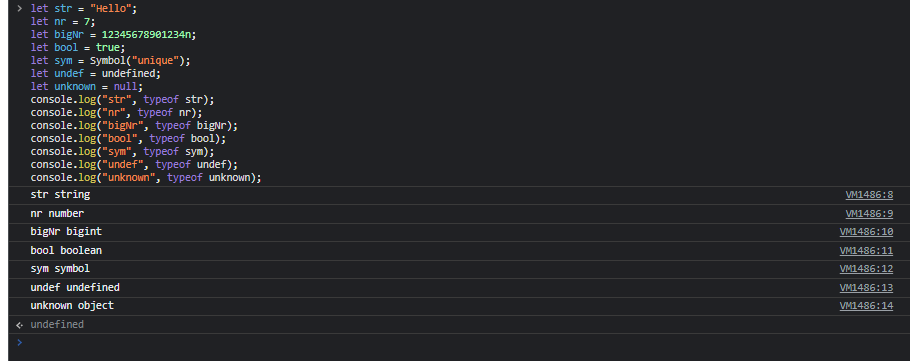 let str = "Hello";
let nr = 7;
let bigNr = 12345678901234n;
let bool = true;
let sym = Symbol("unique");
let undef = undefined;
let unknown = null;
console.log("str", typeof str);
console.log("nr", typeof nr);
console.log("bigNr", typeof bigNr);
console.log("bool", typeof bool);
console.log("sym", typeof sym);
console.log("undef", typeof undef);
console.log("unknown", typeof unknown);
str string VM1486:8
nr number VM1486:9
bigNr bigint VM1486:10
bool boolean VM1486:11
sym symbol VM1486:12
undef undefined VM1486:13
unknown object VM1486:14
undefined